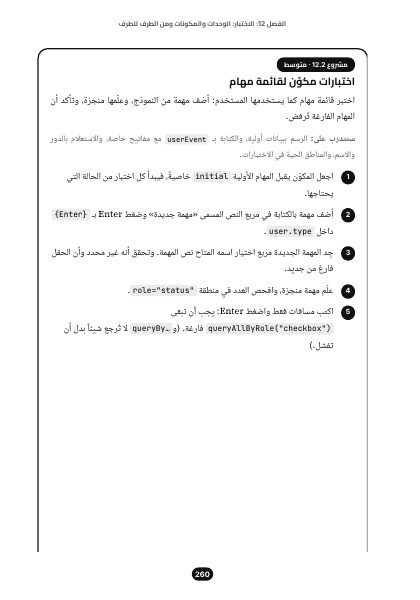 الفصل 12: الاختبار: الوحدات والمكونات ومن الطرف للطرف
مشروع 12.2 · متوسط
اختبارات مكوّن لقائمة مهام
اختبر قائمة مهام كما يستخدمها المستخدم: أضف مهمة من النموذج، وعلّمها منجزة، وتأكد أن
المهام الفارغة تُرفض.
ستتدرب على: الرسم ببيانات أولية، والكتابة بـ userEvent مع مفاتيح خاصة، والاستعلام بالدور
والاسم، والمناطق الحية في الاختبارات.
1 اجعل المكوّن يقبل المهام الأولية initial خاصيةً، فيبدأ كل اختبار من الحالة التي
يحتاجها.
2 أضف مهمة بالكتابة في مربع النص المسمى «مهمة جديدة» وضغط Enter بـ {Enter}
داخل user.type.
3 جِد المهمة الجديدة مربع اختيار اسمه المتاح نص المهمة. وتحقق أنه غير محدد وأن الحقل
فارغ من جديد.
4 علّم مهمة منجزة، وافحص العدد في منطقة role="status".
5 اكتب مسافات فقط واضغط Enter: يجب أن تبقى
queryAllByRole("checkbox") فارغة. (و queryBy… لا تُرجع شيئاً بدل أن
تفشل.)
260